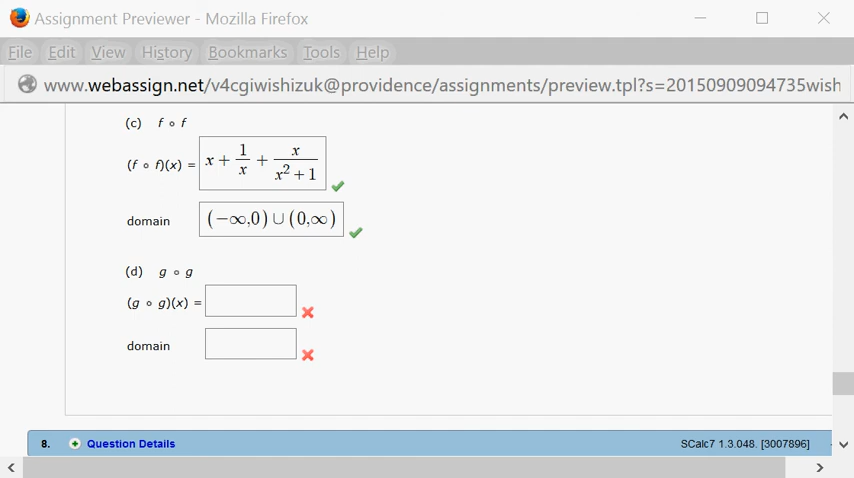 Assignment Previewer - Mozilla Firefox
File Edit View History Bookmarks Tools Help
www.webassign.net/v4cgiwishizuk@providence/assignments/preview.tpl?s=20150909094735wish
(c) f ∘ f
(f ∘ f)(x) = x + 1/x + x/(x² + 1)
domain (−∞,0) ∪ (0,∞)
(d) g ∘ g
(g ∘ g)(x) =
domain
8. Question Details SCalc7 1.3.048. [3007896]